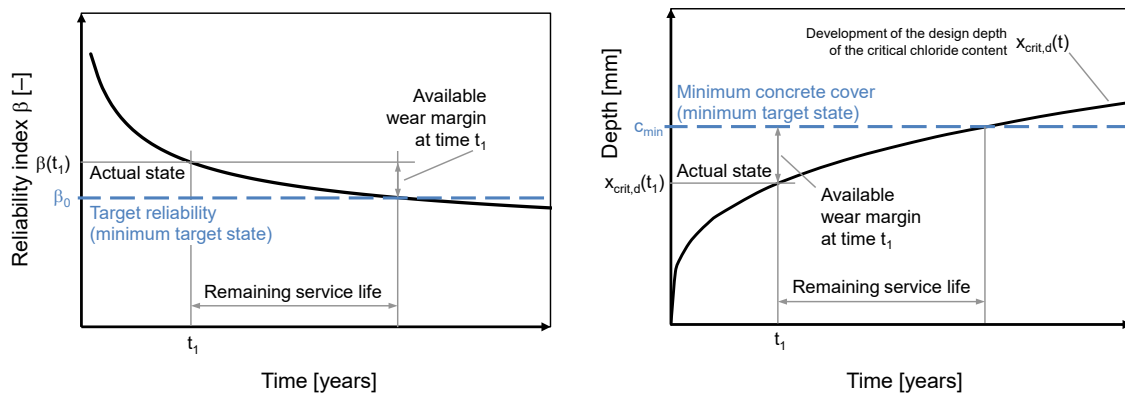 Reliability index β [–]
Available
wear margin
at time t1
β(t1)
Actual state
β0
Target reliability
(minimum target state)
Remaining service life
t1
Time [years]
Depth [mm]
Development of the design depth
of the critical chloride content
xcrit,d(t)
Minimum concrete cover
(minimum target state)
cmin
Actual state
xcrit,d(t1)
Available
wear margin
at time t1
Remaining service life
t1
Time [years]